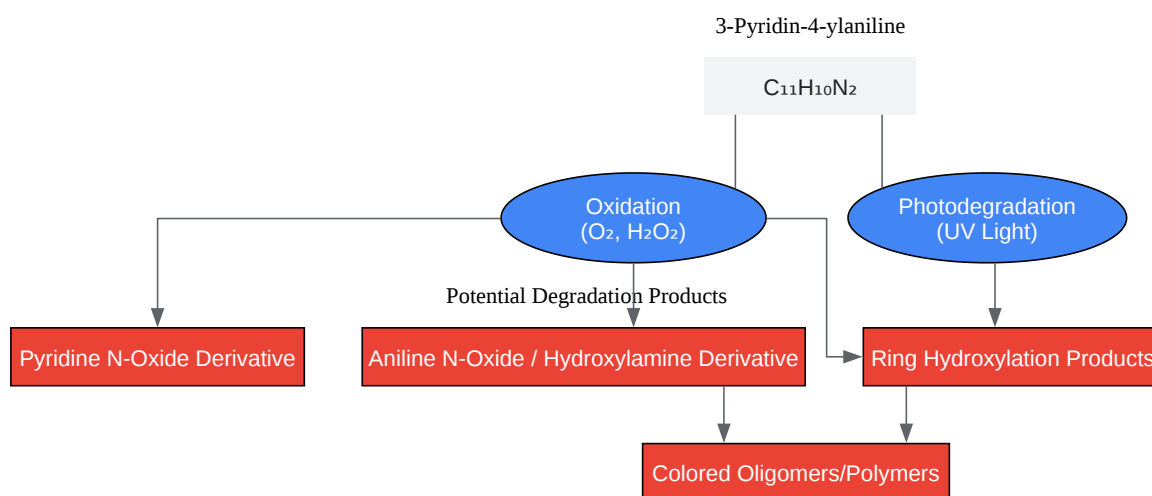 3-Pyridin-4-ylaniline
C₁₁H₁₀N₂
Oxidation
(O₂, H₂O₂)
Photodegradation
(UV Light)
Potential Degradation Products
Pyridine N-Oxide Derivative
Aniline N-Oxide / Hydroxylamine Derivative
Ring Hydroxylation Products
Colored Oligomers/Polymers